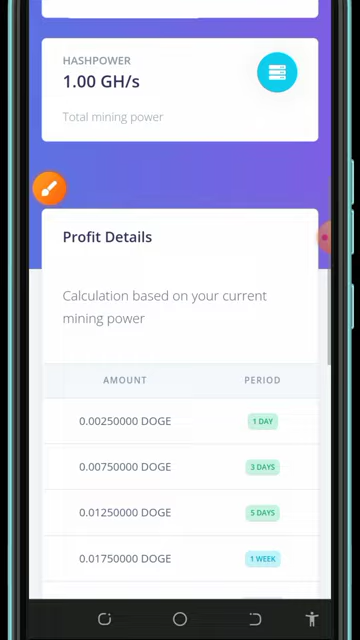 HASHPOWER
1.00 GH/s
Total mining power
Profit Details
Calculation based on your current
mining power
AMOUNT PERIOD
0.00250000 DOGE 1 DAY
0.00750000 DOGE 3 DAYS
0.01250000 DOGE 5 DAYS
0.01750000 DOGE 1 WEEK